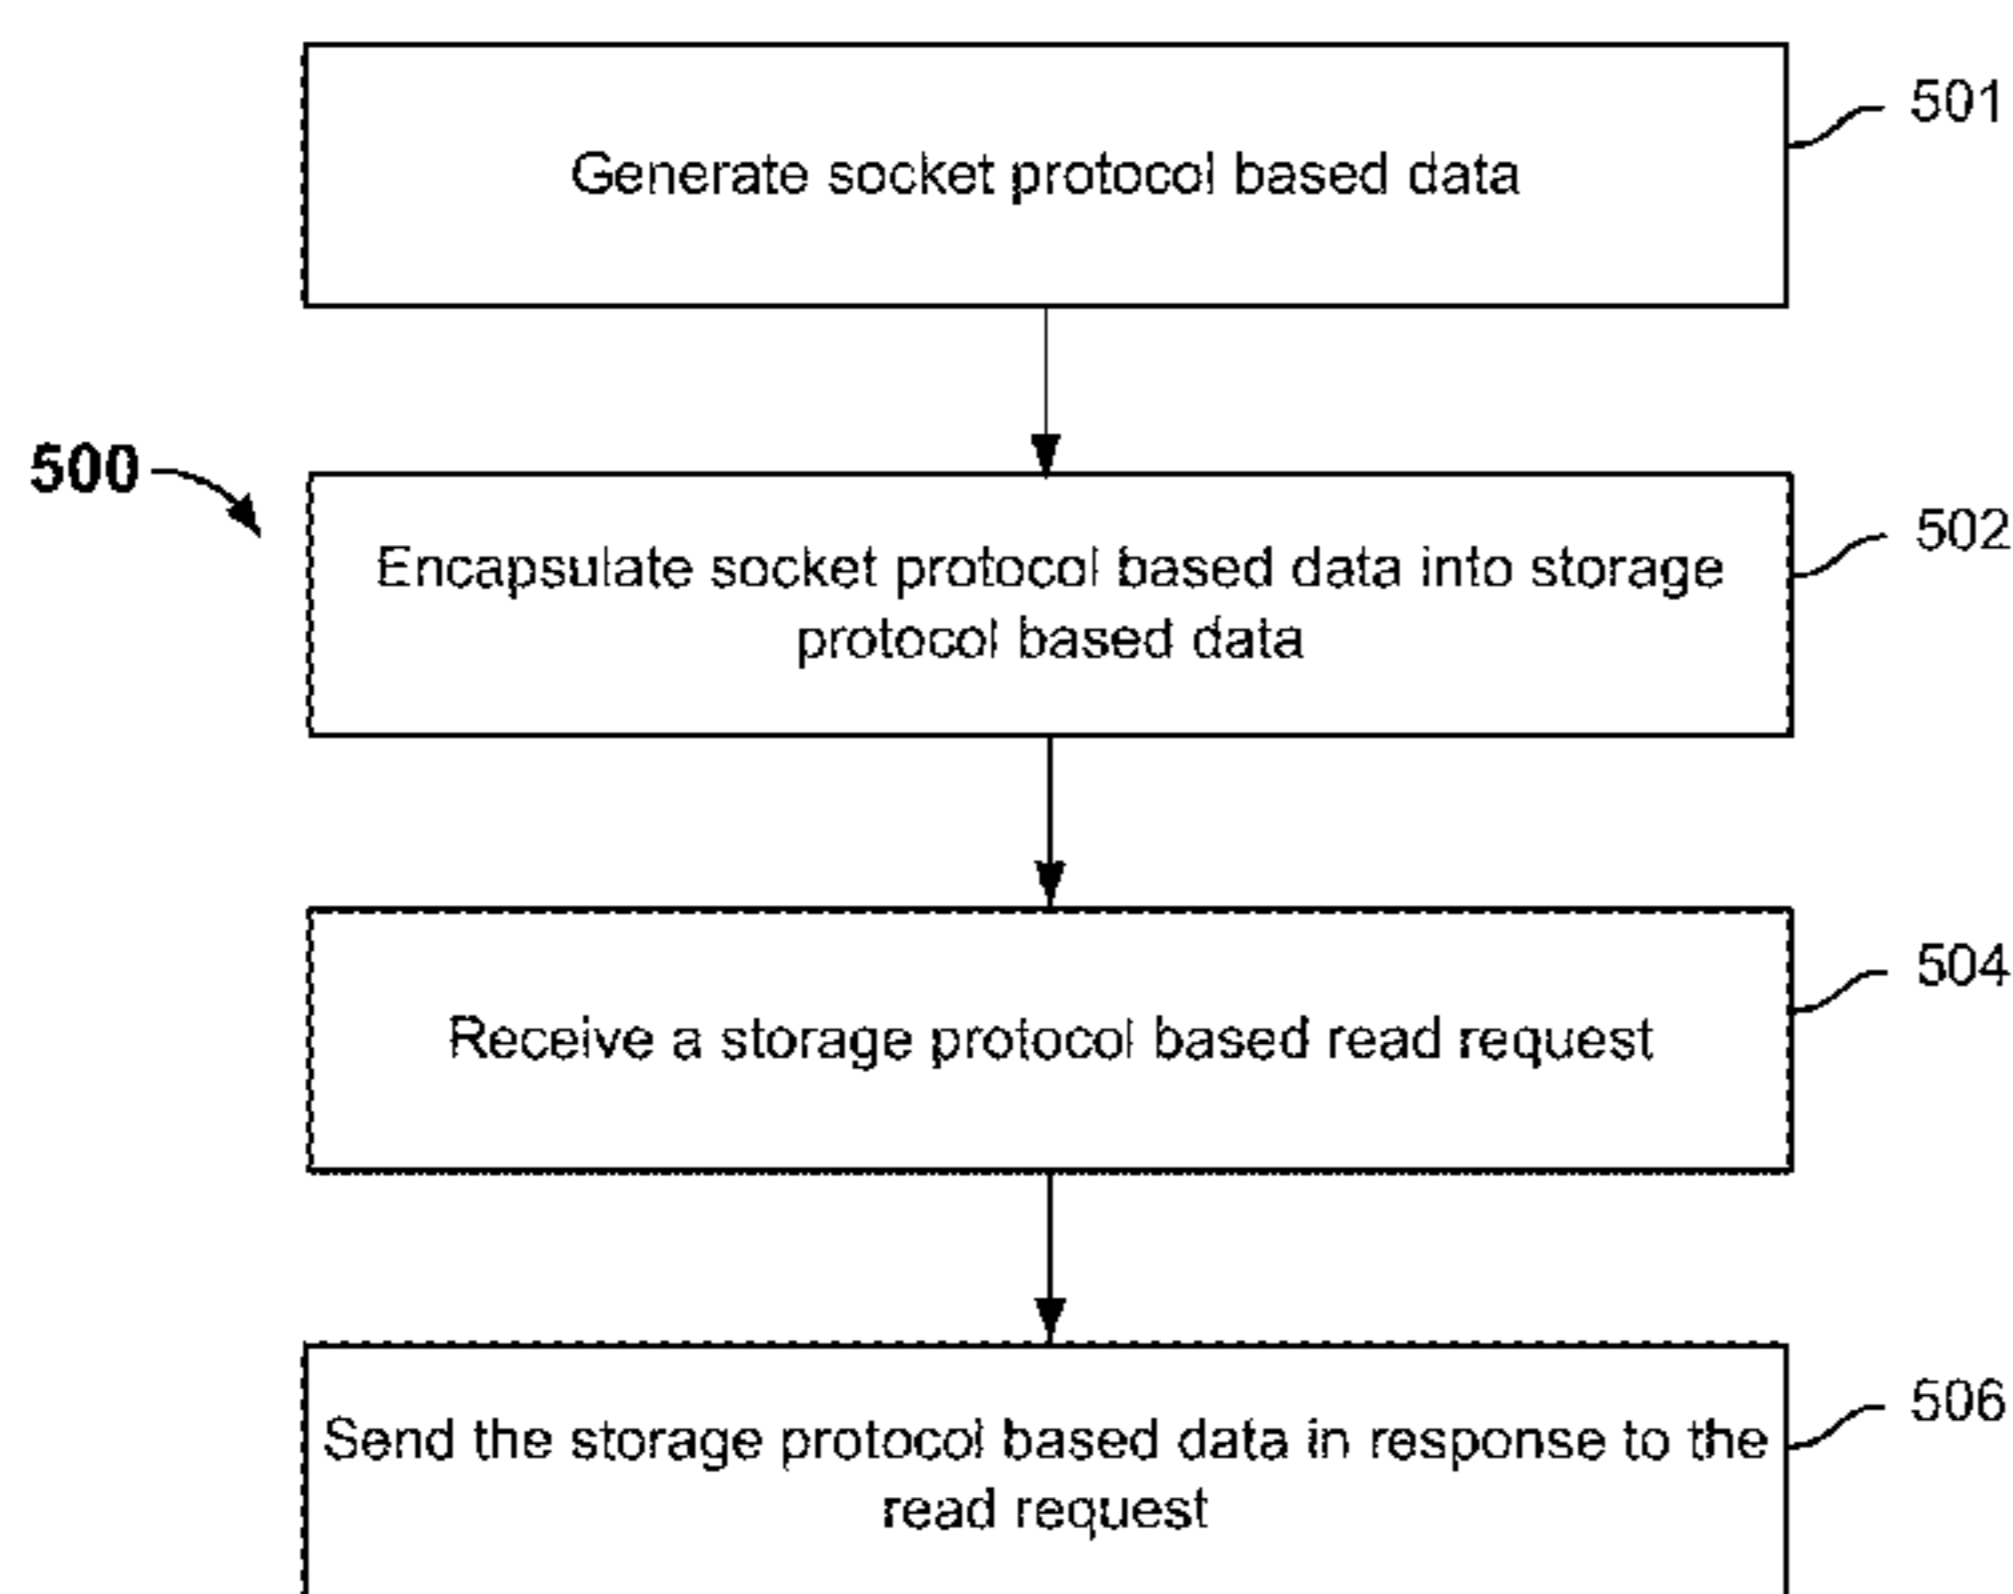 501
Generate socket protocol based data
500
502
Encapsulate socket protocol based data into storage
protocol based data
504
Receive a storage protocol based read request
506
Send the storage protocol based data in response to the
read request